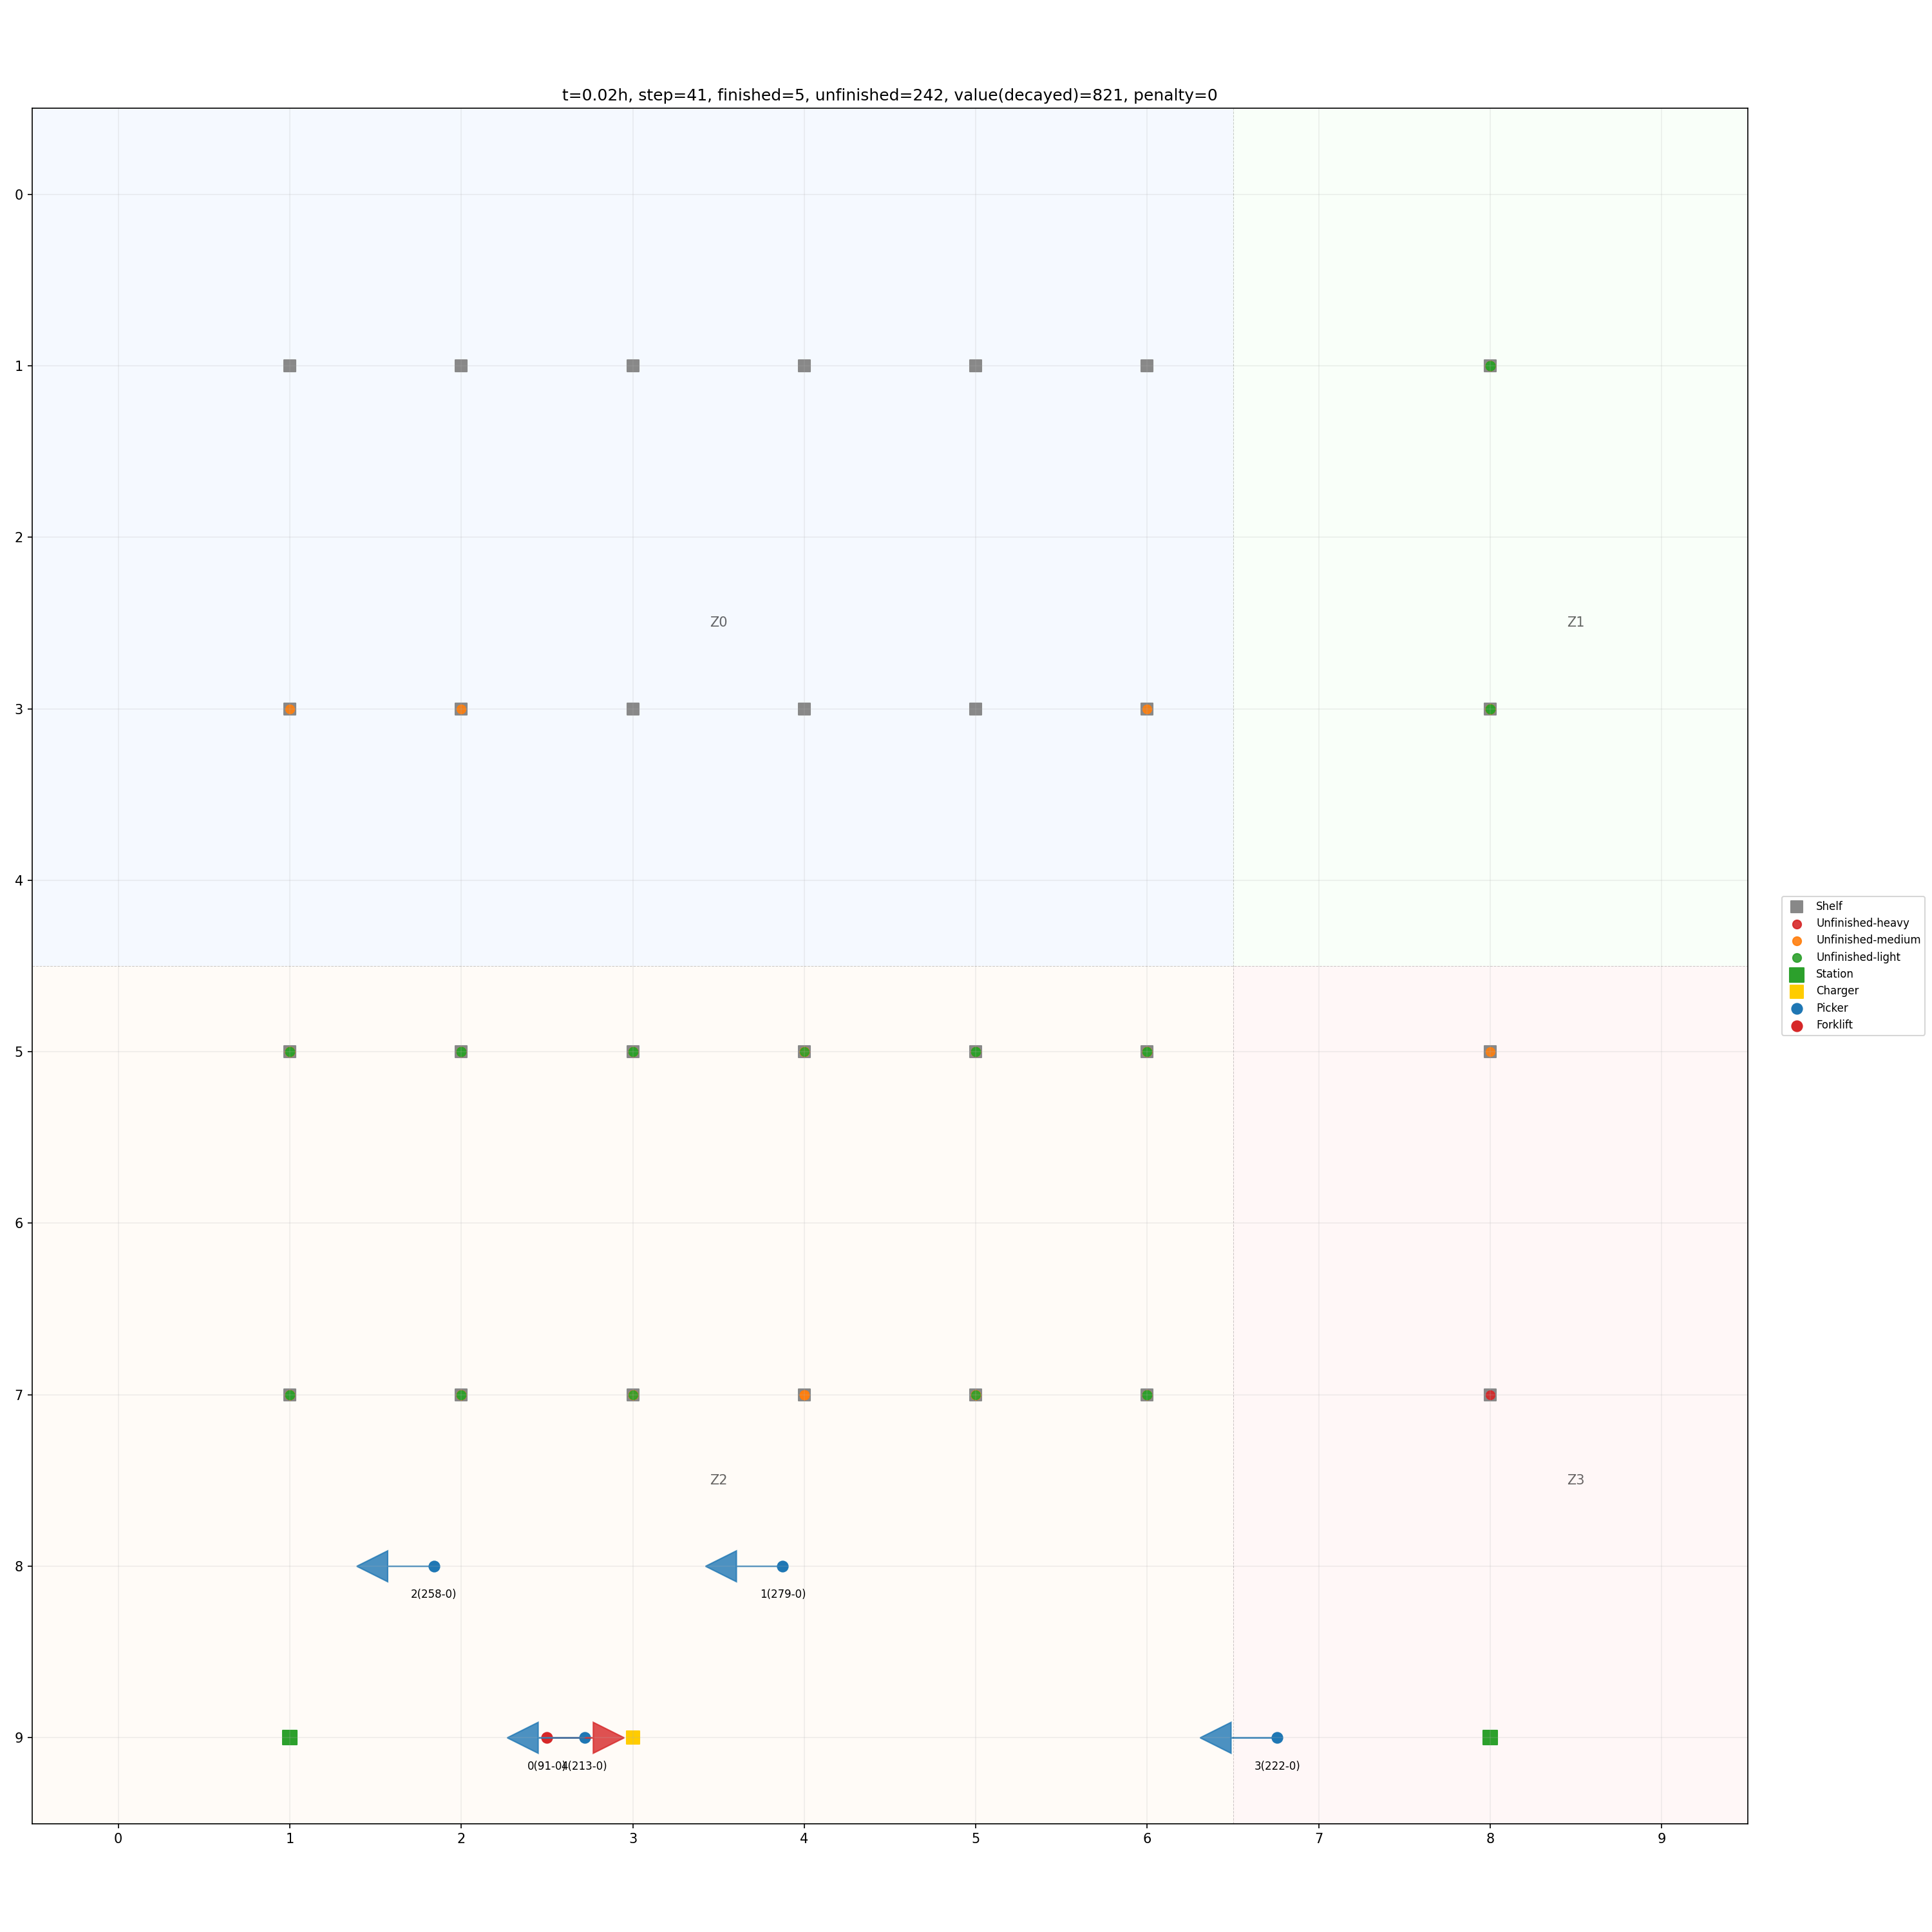 t=0.02h, step=41, finished=5, unfinished=242, value(decayed)=821, penalty=0
0
1
2
Z0
Z1
3
4
Shelf
Unfinished-heavy
Unfinished-medium
Unfinished-light
Station
Charger
Picker
Forklift
5
6
7
Z2
Z3
8
2(258-0)
1(279-0)
9
0(91-0)
4(213-0)
3(222-0)
0 1 2 3 4 5 6 7 8 9